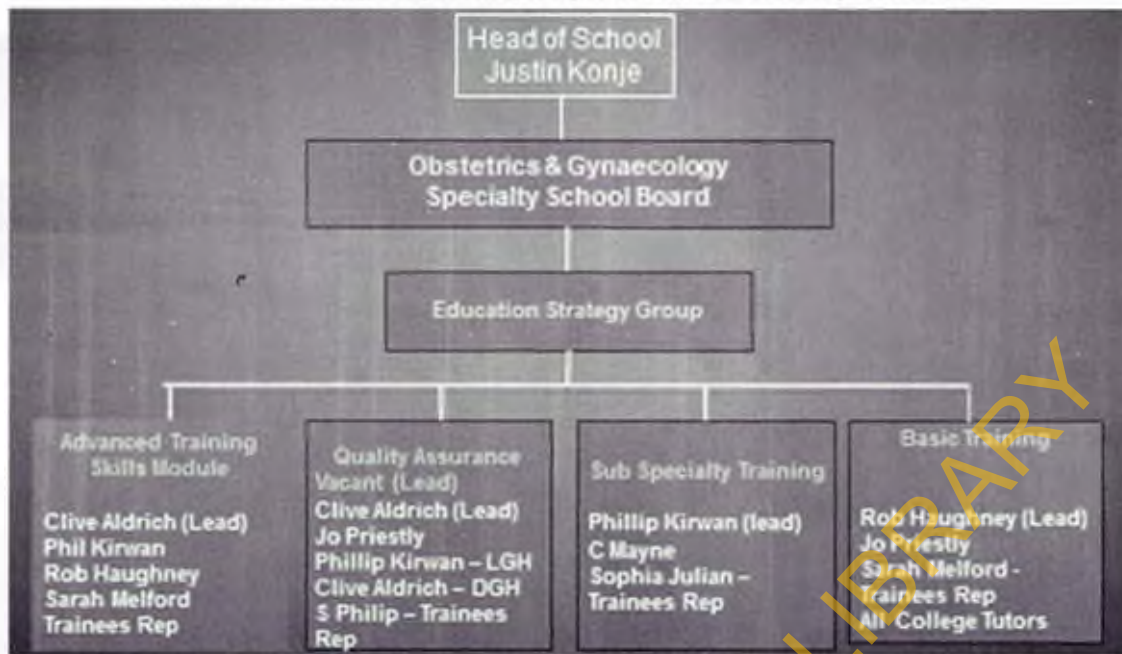 Head of School
Justin Konje
Obstetrics & Gynaecology
Specialty School Board
Education Strategy Group
Advanced Training
Skills Module
Clive Aldrich (Lead)
Phil Kirwan
Rob Haughney
Sarah Melford
Trainees Rep
Quality Assurance
Vacant (Lead)
Clive Aldrich (Lead)
Jo Priestly
Phillip Kirwan – LGH
Clive Aldrich – DGH
S Philip – Trainees
Rep
Sub Specialty Training
Phillip Kirwan (lead)
C Mayne
Sophia Julian –
Trainees Rep
Basic Training
Rob Haughney (Lead)
Jo Priestly
Sarah Melford -
Trainees Rep
All College Tutors
LIBRARY